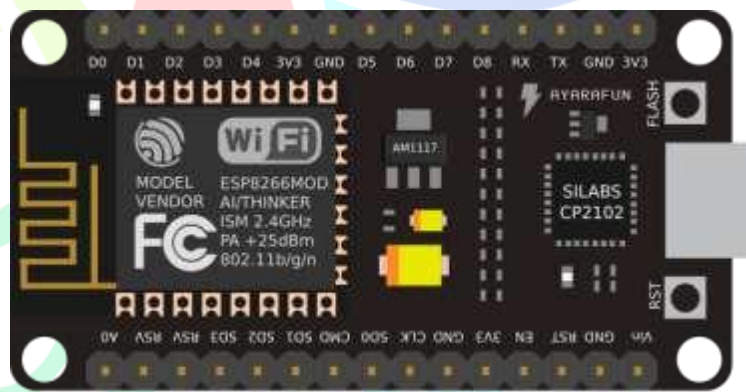 D0 D1 D2 D3 D4 3V3 GND D5 D6 D7 D8 RX TX GND 3V3
AYARAFUN
FLASH
WiFi
AM1117
MODEL
VENDOR
ESP8266MOD
AI/THINKER
ISM 2.4GHz
PA +25dBm
802.11b/g/n
FC
SILABS
CP2102
RST
A0 RSV RSV SD3 SD2 SD1 CMD SD0 CLK GND 3V3 EN RST GND Vin